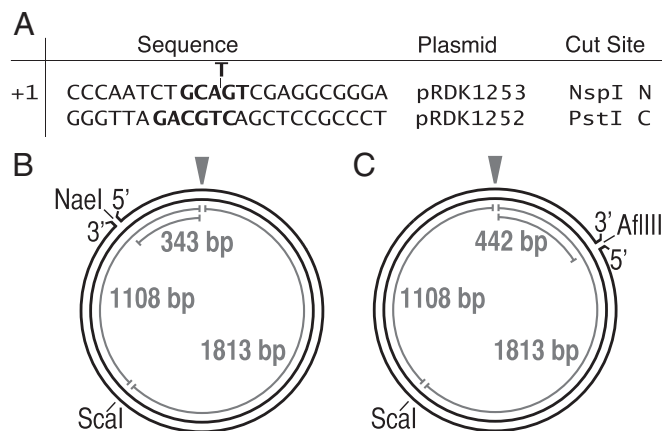 A
Sequence Plasmid Cut Site
T
+1 CCCAATCTGCAGTCGAGGCGGGA pRDK1253 NspI N
GGGTTAGACGTCAGCTCCGCCCT pRDK1252 PstI C
B C
NaeI 5'
3'
343 bp
1108 bp
1813 bp
ScaI
3'
AflIII
5'
442 bp
1108 bp
1813 bp
ScaI